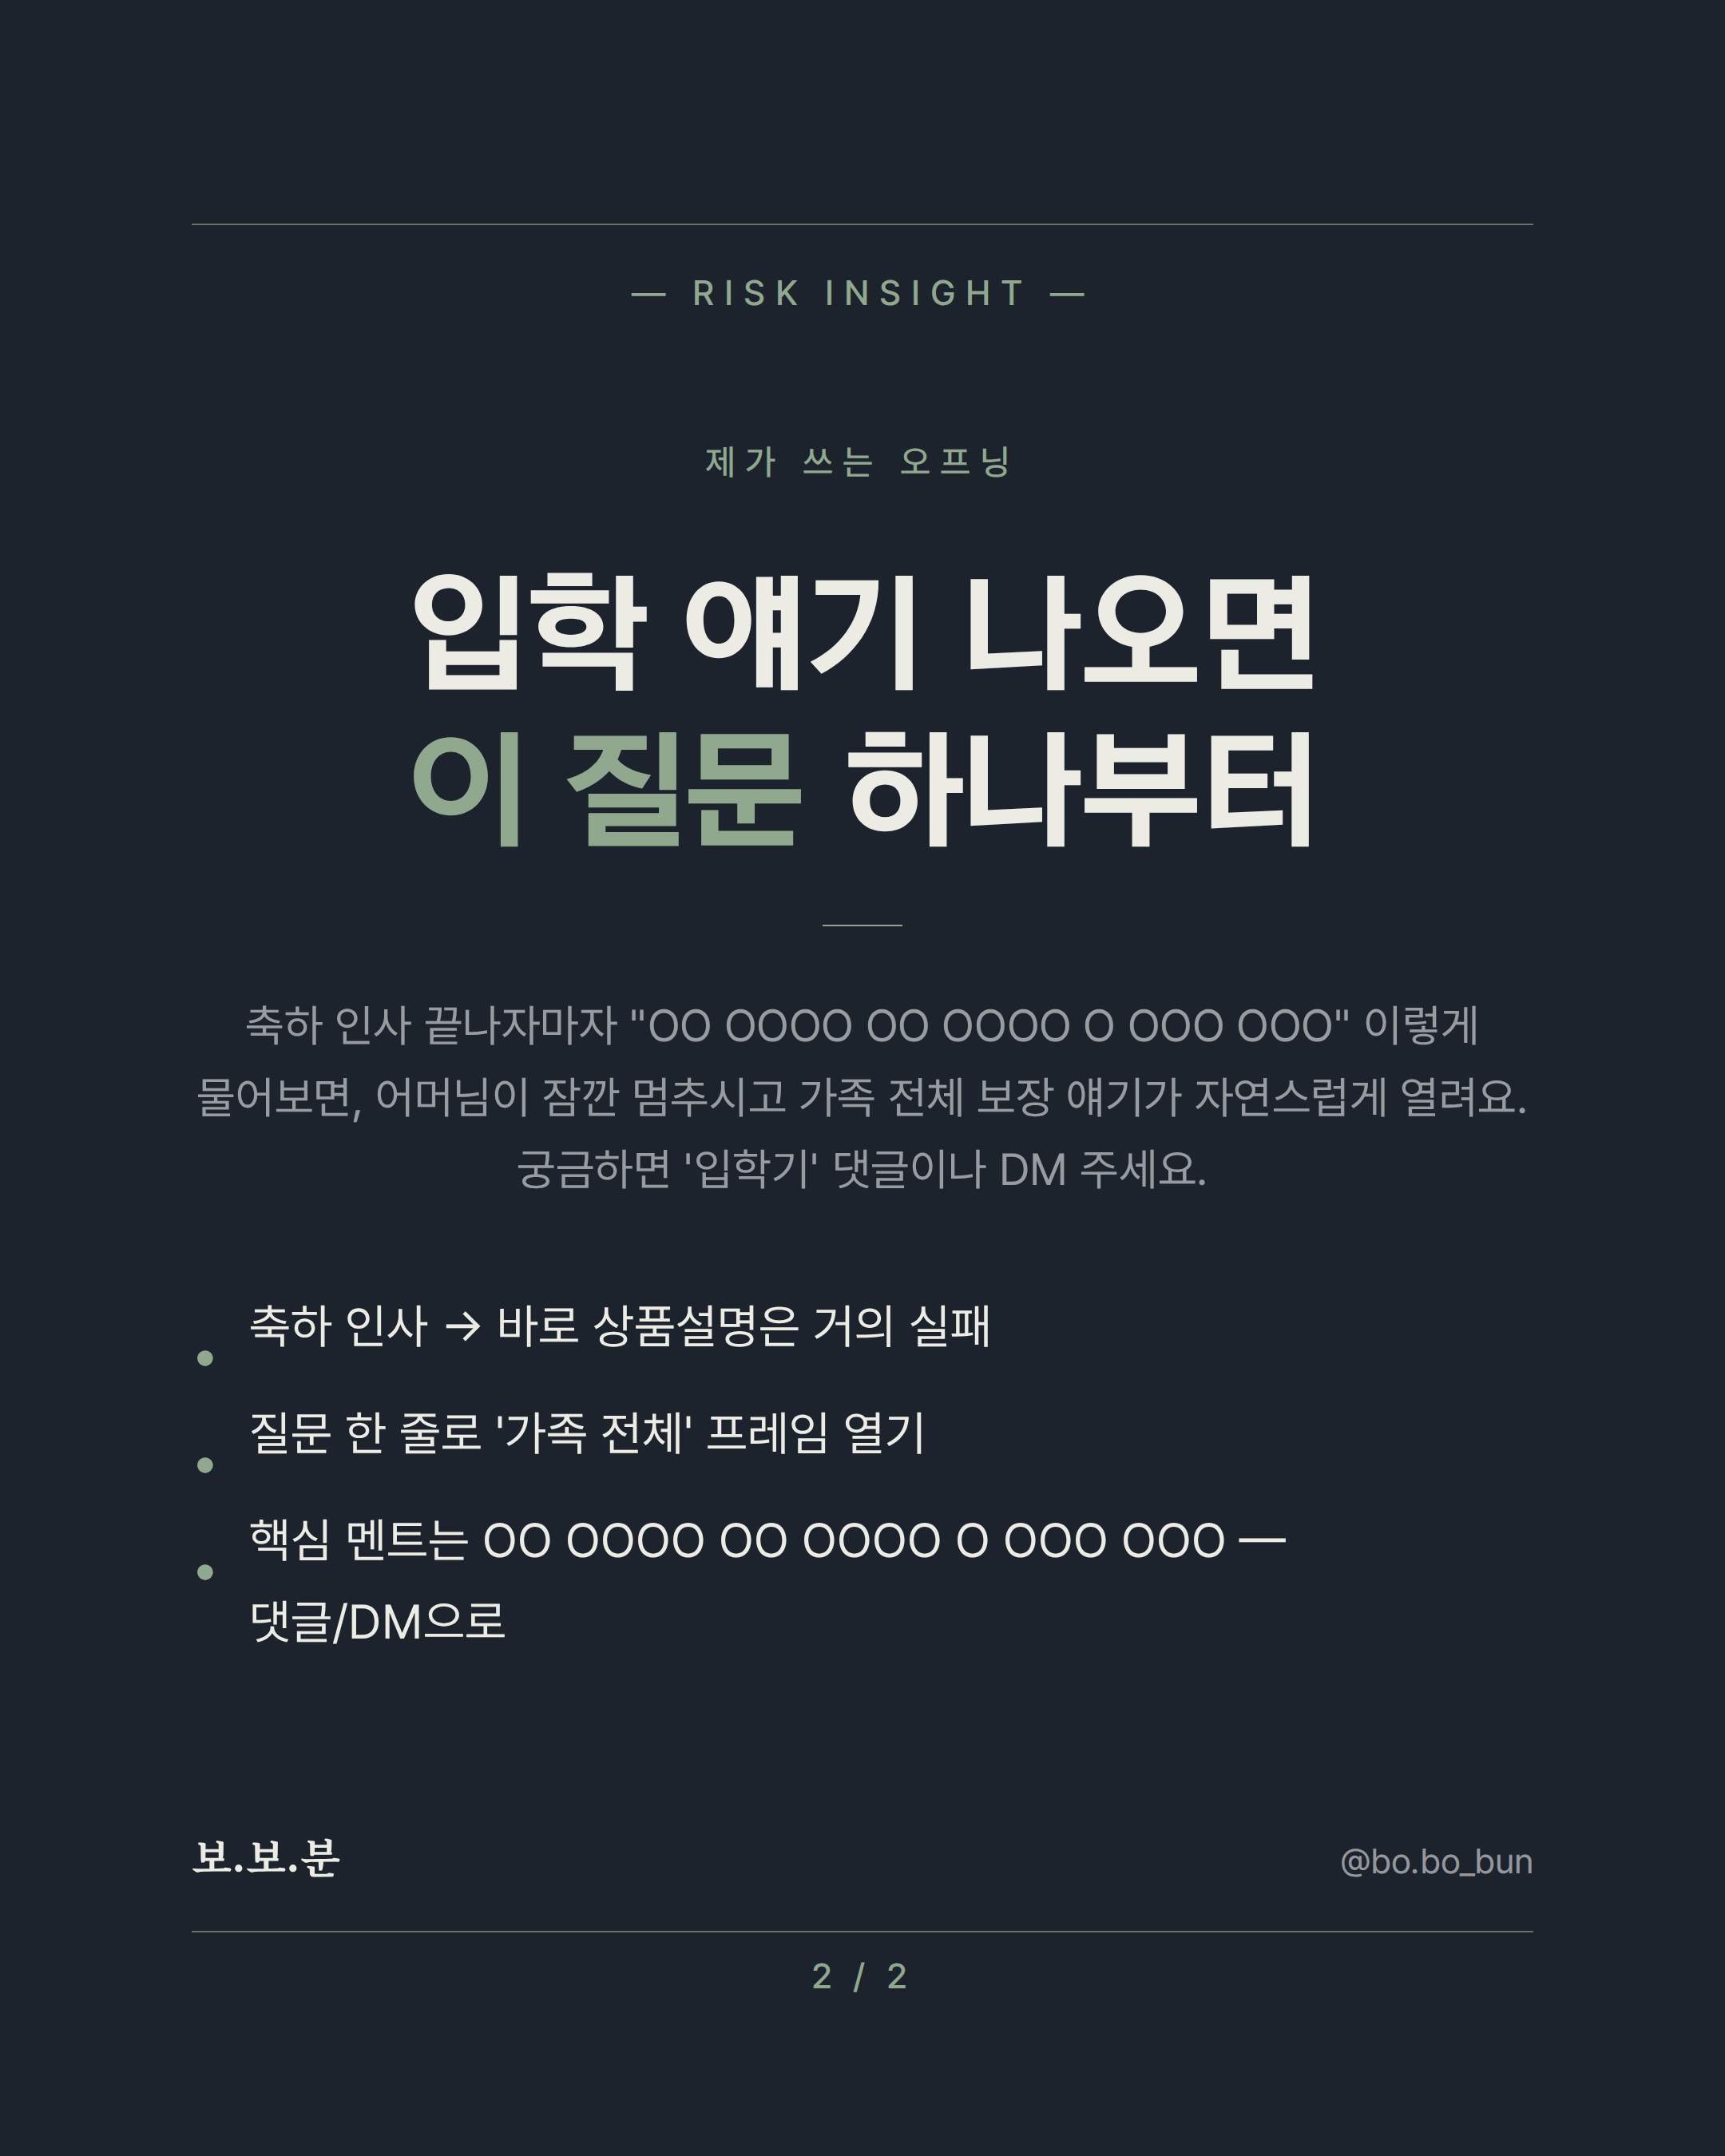 — RISK INSIGHT —
제가 쓰는 오프닝
입학 얘기 나오면
이 질문 하나부터
축하 인사 끝나자마자 "OO OOOO OO OOOO O OOO OOO" 이렇게
물어보면, 어머님이 잠깐 멈추시고 가족 전체 보장 얘기가 자연스럽게 열려요.
궁금하면 '입학기' 댓글이나 DM 주세요.
• 축하 인사 → 바로 상품설명은 거의 실패
• 질문 한 줄로 '가족 전체' 프레임 열기
• 핵심 멘트는 OO OOOO OO OOOO O OOO OOO —
댓글/DM으로
보.보.분
@bo.bo_bun
2 / 2